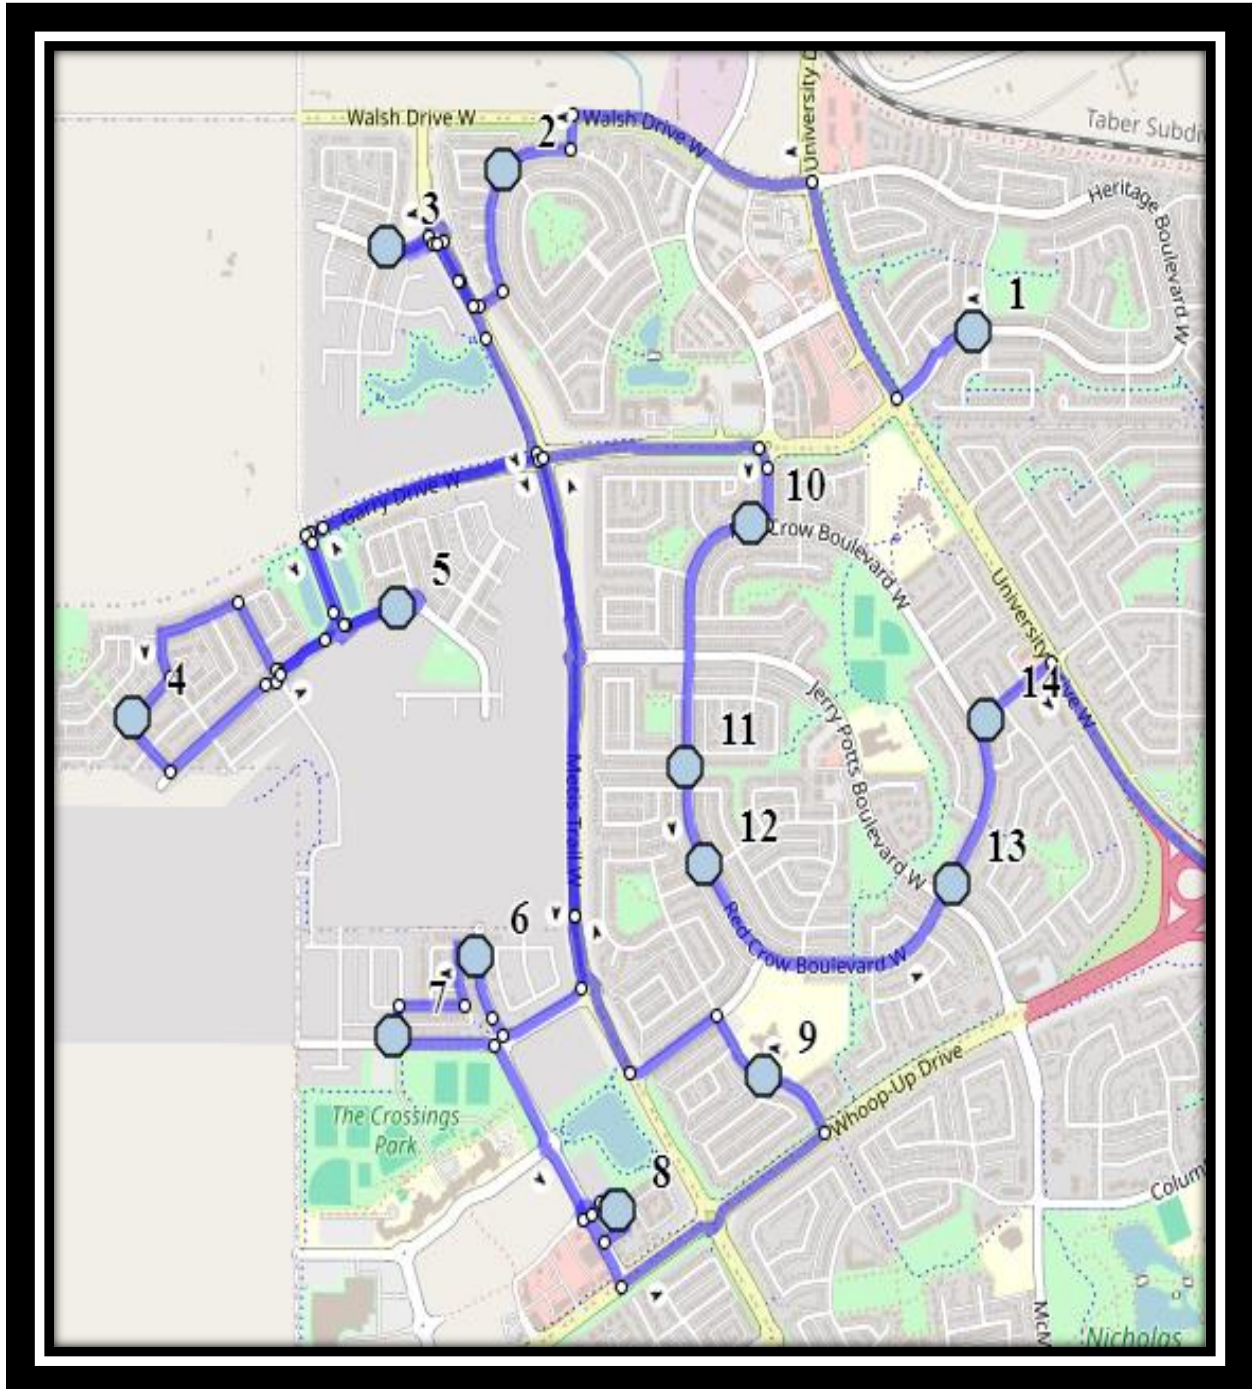 Walsh Drive W
Walsh Drive W
University D
Taber Subdi
Heritage Boulevard W
2
3
1
10
Crow Boulevard W
Garry Drive W
5
University
ive W
14
4
Jerry Potts Boulevard W
11
Metis Trail W
12
13
Red Crow Boulevard W
6
7
9
Whoop-Up Drive
The Crossings
Park
8
Colum
McM
Nicholas